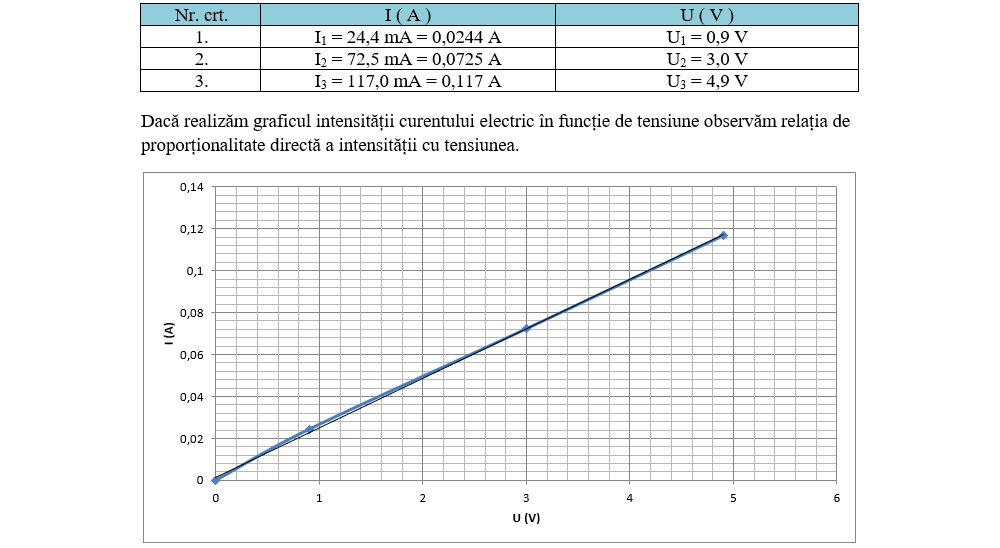 Nr. crt. I ( A ) U ( V )
1. I₁ = 24,4 mA = 0,0244 A U₁ = 0,9 V
2. I₂ = 72,5 mA = 0,0725 A U₂ = 3,0 V
3. I₃ = 117,0 mA = 0,117 A U₃ = 4,9 V
Dacă realizăm graficul intensității curentului electric în funcție de tensiune observăm relația de
proporționalitate directă a intensității cu tensiunea.
0,14
0,12
0,1
0,08
0,06
0,04
0,02
0
I (A)
0 1 2 3 4 5 6
U (V)